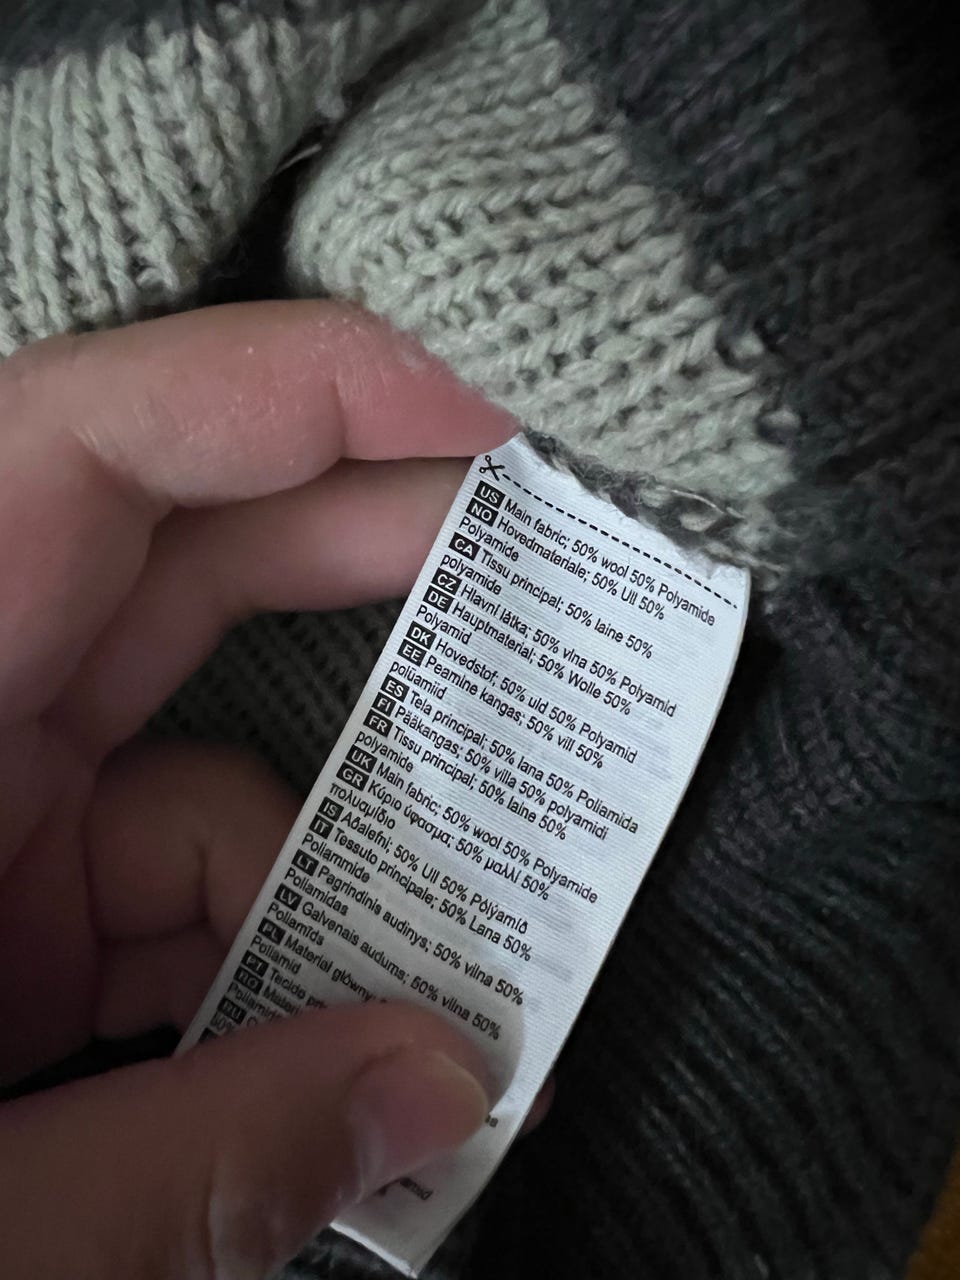 US Main fabric; 50% wool 50% Polyamide
NO Hovedmateriale; 50% Ull 50%
Polyamide
CA Tissu principal; 50% laine 50%
polyamide
CZ Hlavní látka; 50% vlna 50% Polyamid
DE Hauptmaterial; 50% Wolle 50%
Polyamid
DK Hovedstof; 50% uld 50% Polyamid
EE Peamine kangas; 50% vill 50%
polüamiid
ES Tela principal; 50% lana 50% Poliamida
FI Pääkangas: 50% villa 50% polyamidi
FR Tissu principal; 50% laine 50%
polyamide
UK Main fabric; 50% wool 50% Polyamide
GR Κύριο ύφασμα; 50% μαλλί 50%
πολυαμίδιο
IS Aðalefni; 50% Ull 50% Pólýamíð
IT Tessuto principale; 50% Lana 50%
Poliammide
LT Pagrindinis audinys; 50% vilna 50%
Poliamidas
LV Galvenais audums; 50% vilna 50%
Poliamīds
PL Materiał główny;
Poliamid
PT Tecido
RO
RU
50%